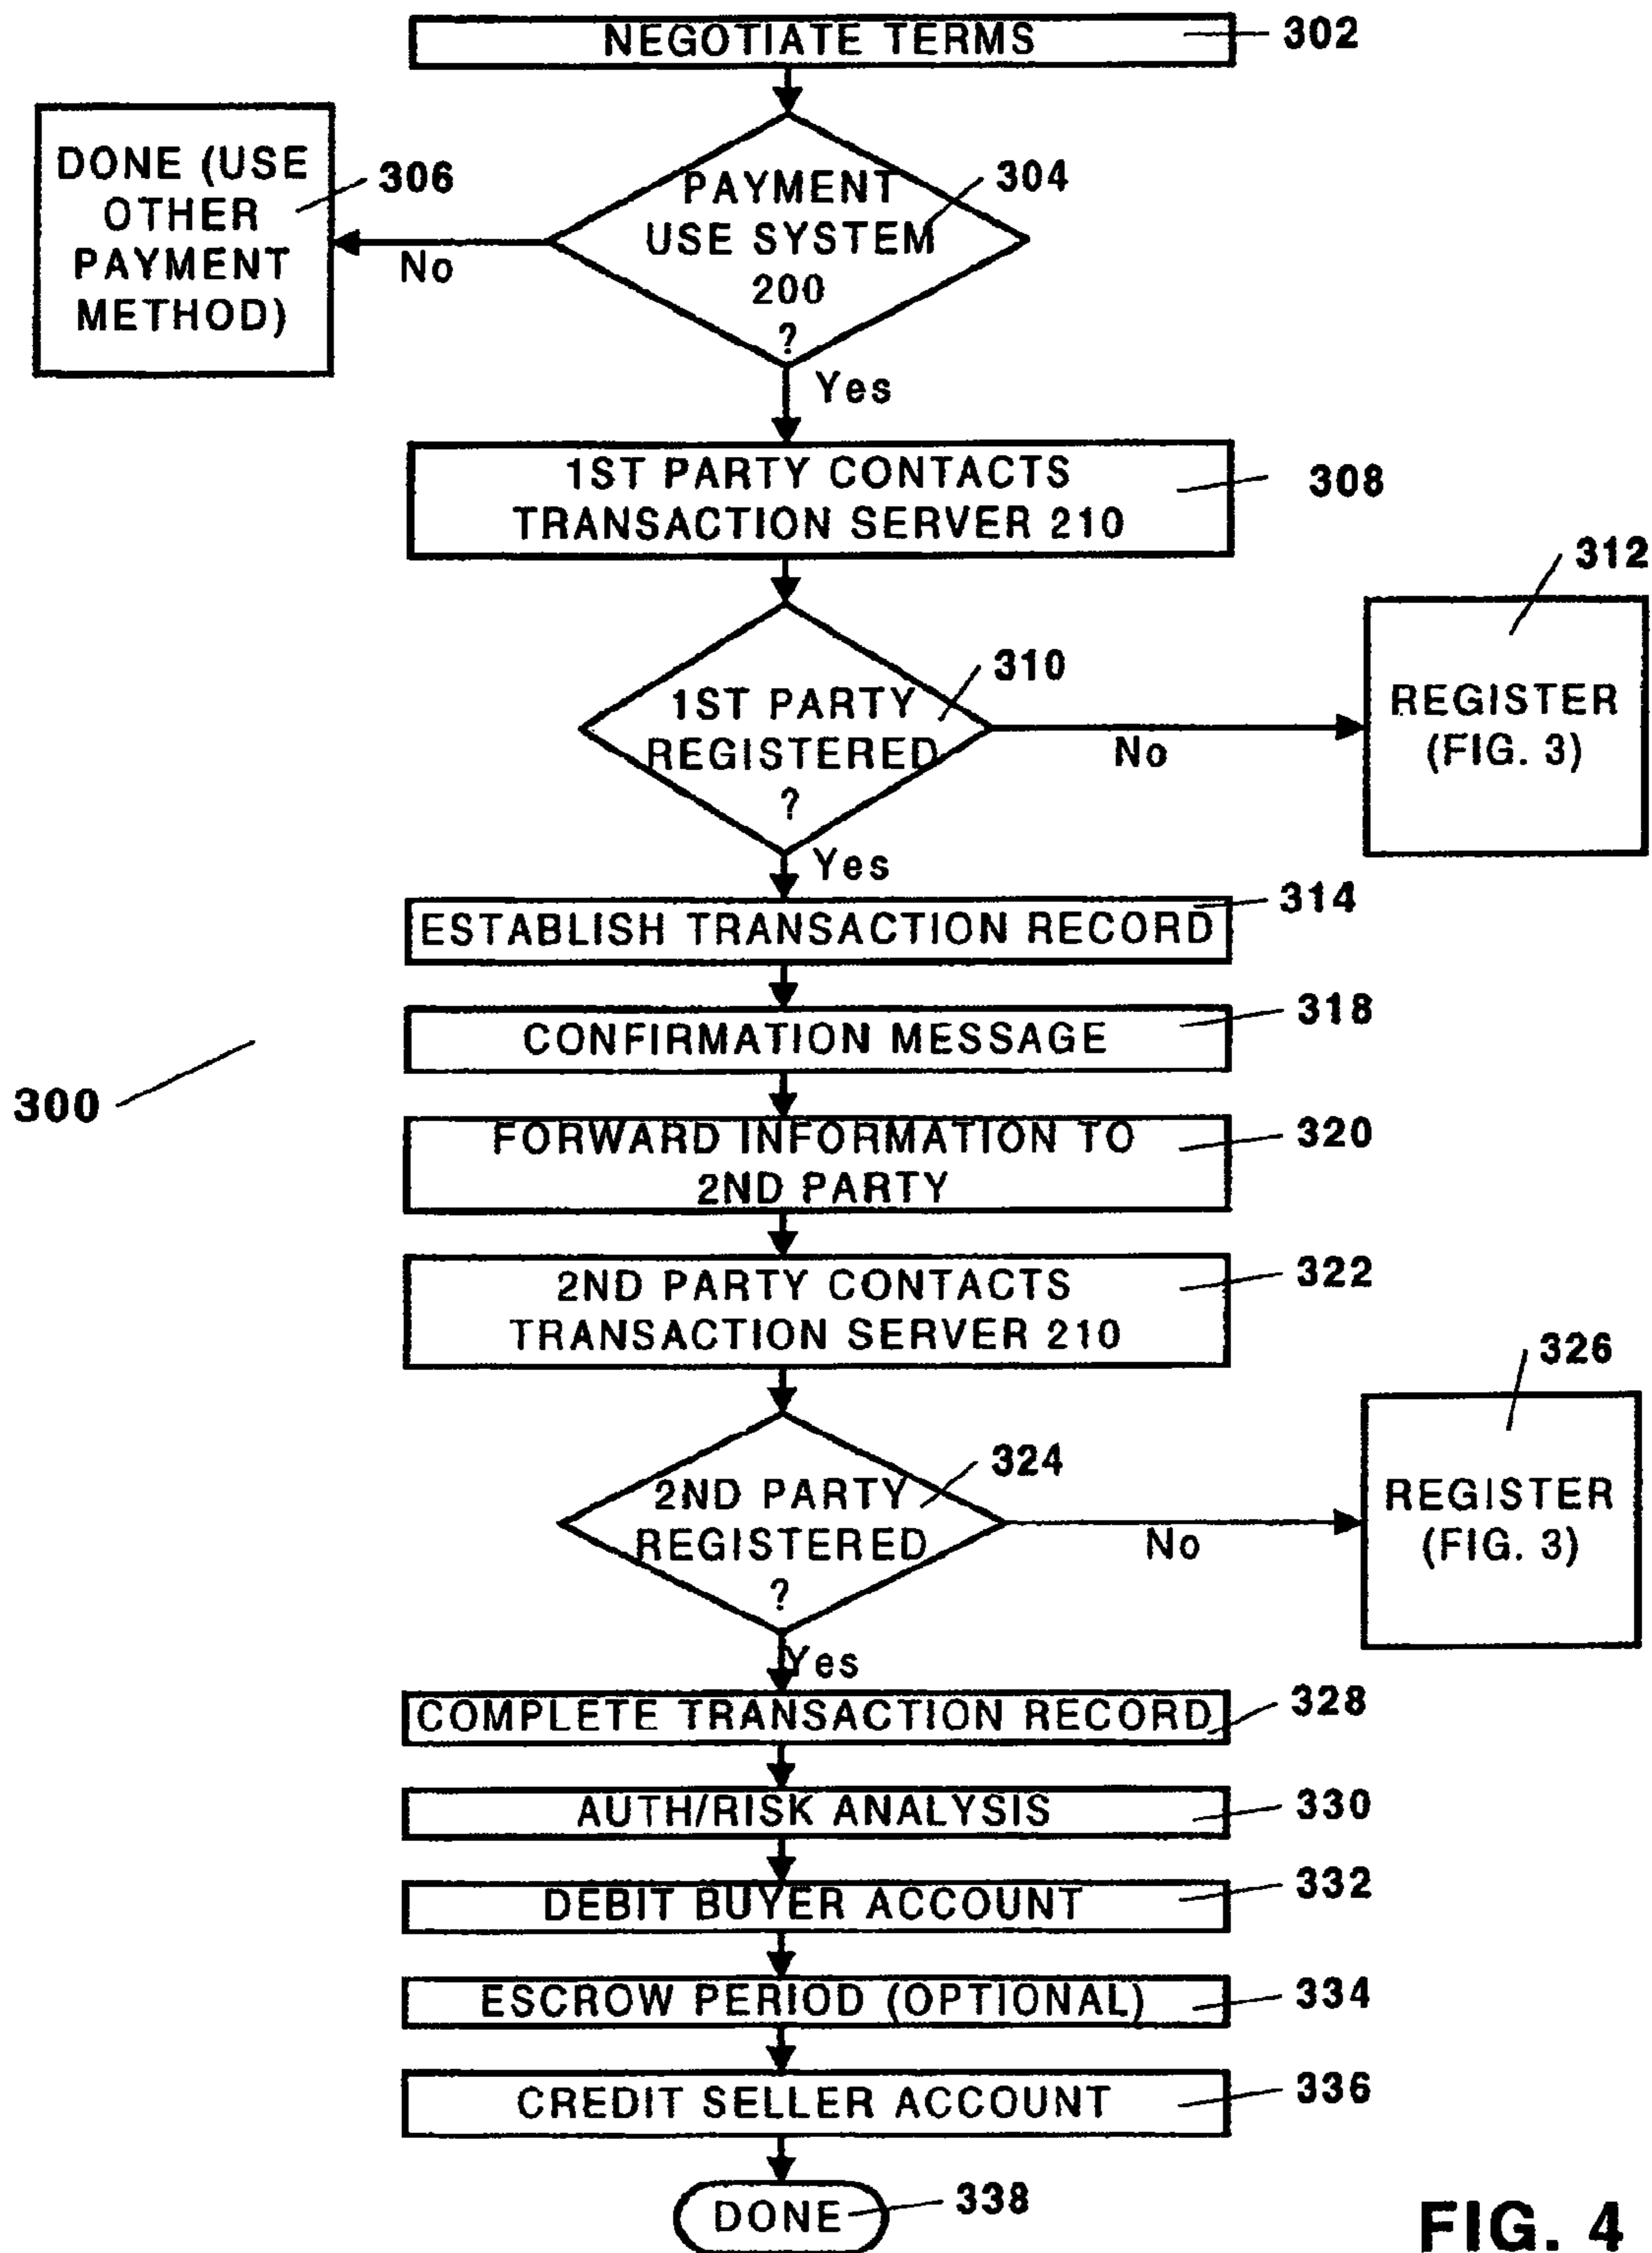 NEGOTIATE TERMS
302
DONE (USE
OTHER
PAYMENT
METHOD)
306
No
PAYMENT
USE SYSTEM
200
?
304
Yes
1ST PARTY CONTACTS
TRANSACTION SERVER 210
308
1ST PARTY
REGISTERED
?
310
No
312
REGISTER
(FIG. 3)
Yes
ESTABLISH TRANSACTION RECORD
314
CONFIRMATION MESSAGE
318
300
FORWARD INFORMATION TO
2ND PARTY
320
2ND PARTY CONTACTS
TRANSACTION SERVER 210
322
2ND PARTY
REGISTERED
?
324
No
326
REGISTER
(FIG. 3)
Yes
COMPLETE TRANSACTION RECORD
328
AUTH/RISK ANALYSIS
330
DEBIT BUYER ACCOUNT
332
ESCROW PERIOD (OPTIONAL)
334
CREDIT SELLER ACCOUNT
336
DONE
338
FIG. 4